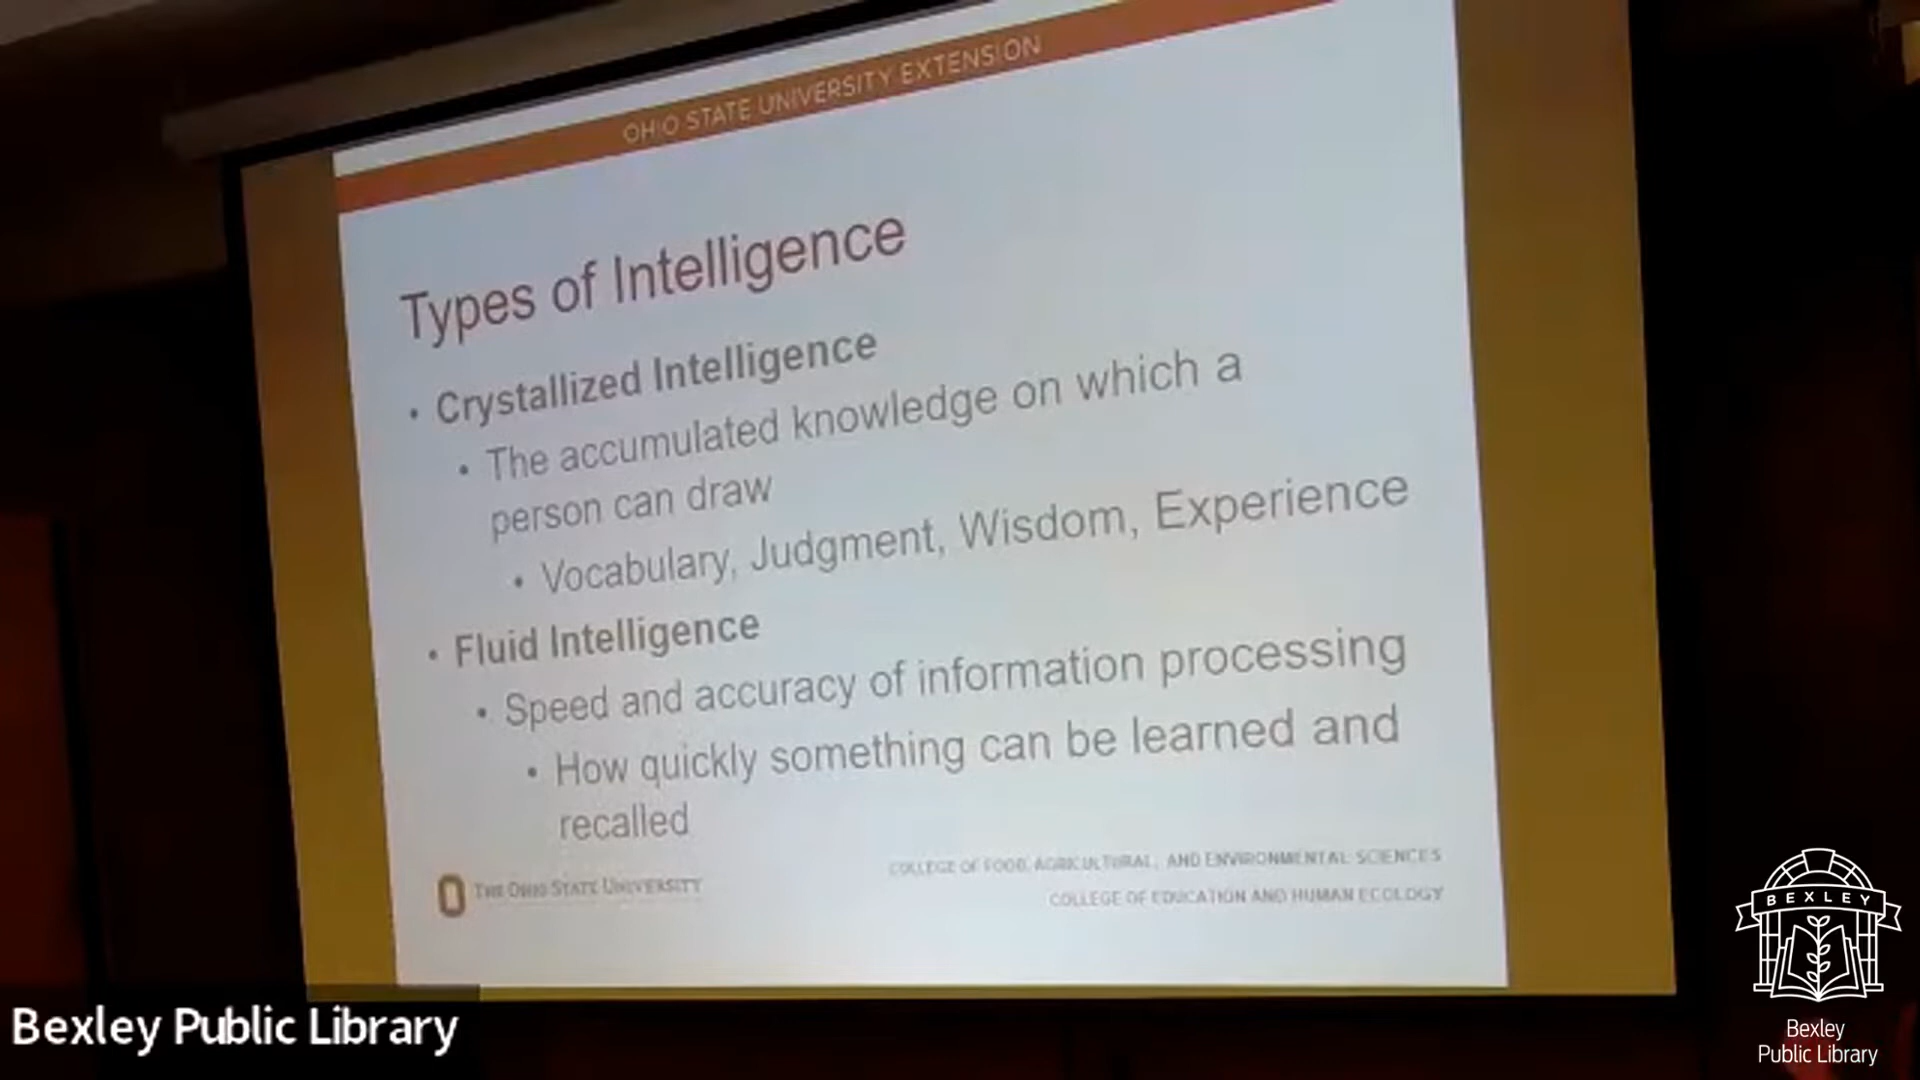 OHIO STATE UNIVERSITY EXTENSION
Types of Intelligence
• Crystallized Intelligence
• The accumulated knowledge on which a
person can draw
• Vocabulary, Judgment, Wisdom, Experience
• Fluid Intelligence
• Speed and accuracy of information processing
• How quickly something can be learned and
recalled
THE OHIO STATE UNIVERSITY
COLLEGE OF FOOD, AGRICULTURAL, AND ENVIRONMENTAL SCIENCES
COLLEGE OF EDUCATION AND HUMAN ECOLOGY
Bexley Public Library
BEXLEY
Bexley
Public Library